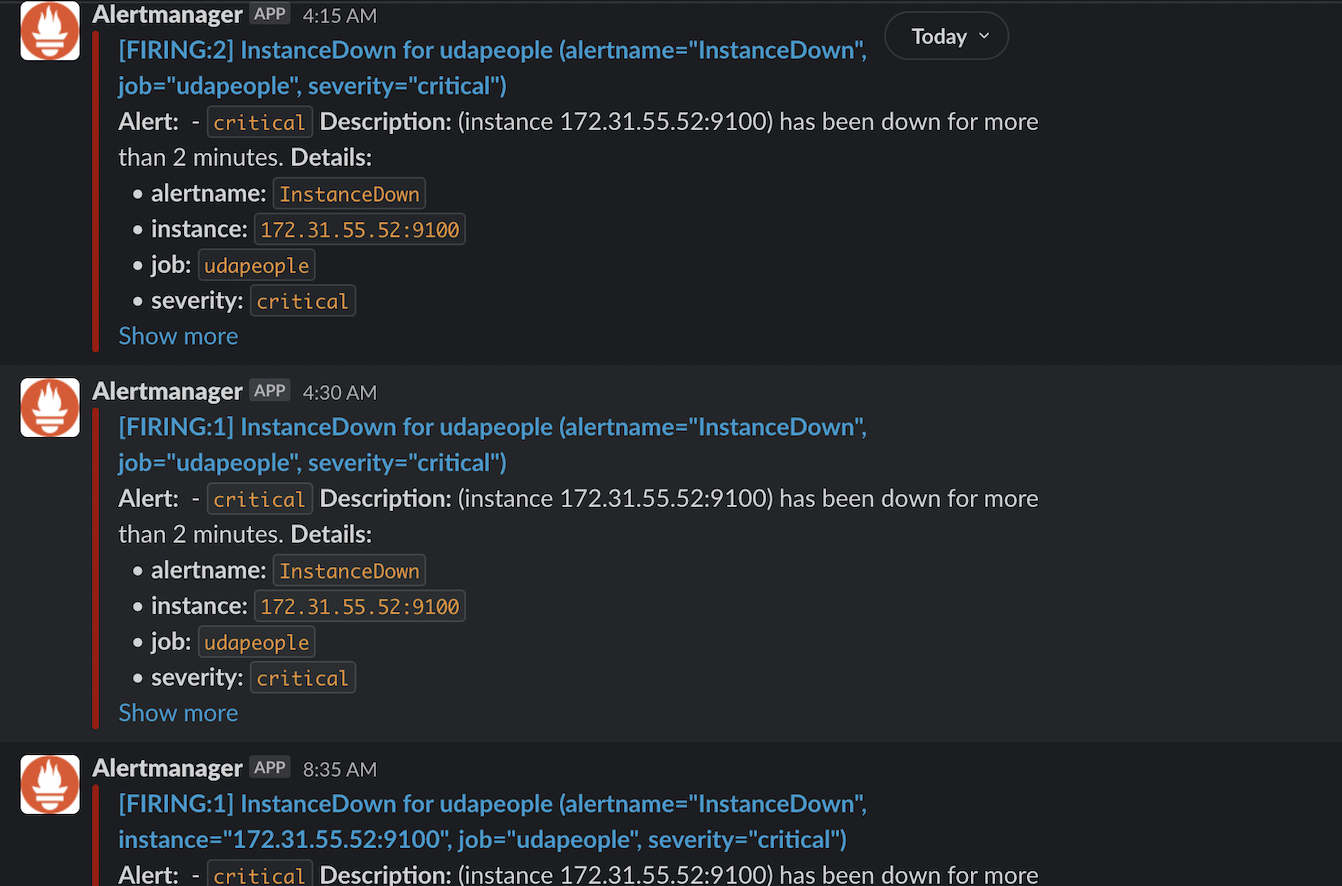 Alertmanager APP 4:15 AM
Today
[FIRING:2] InstanceDown for udapeople (alertname="InstanceDown",
job="udapeople", severity="critical")
Alert: - critical Description: (instance 172.31.55.52:9100) has been down for more
than 2 minutes. Details:
• alertname: InstanceDown
• instance: 172.31.55.52:9100
• job: udapeople
• severity: critical
Show more
Alertmanager APP 4:30 AM
[FIRING:1] InstanceDown for udapeople (alertname="InstanceDown",
job="udapeople", severity="critical")
Alert: - critical Description: (instance 172.31.55.52:9100) has been down for more
than 2 minutes. Details:
• alertname: InstanceDown
• instance: 172.31.55.52:9100
• job: udapeople
• severity: critical
Show more
Alertmanager APP 8:35 AM
[FIRING:1] InstanceDown for udapeople (alertname="InstanceDown",
instance="172.31.55.52:9100", job="udapeople", severity="critical")
Alert: - critical Description: (instance 172.31.55.52:9100) has been down for more